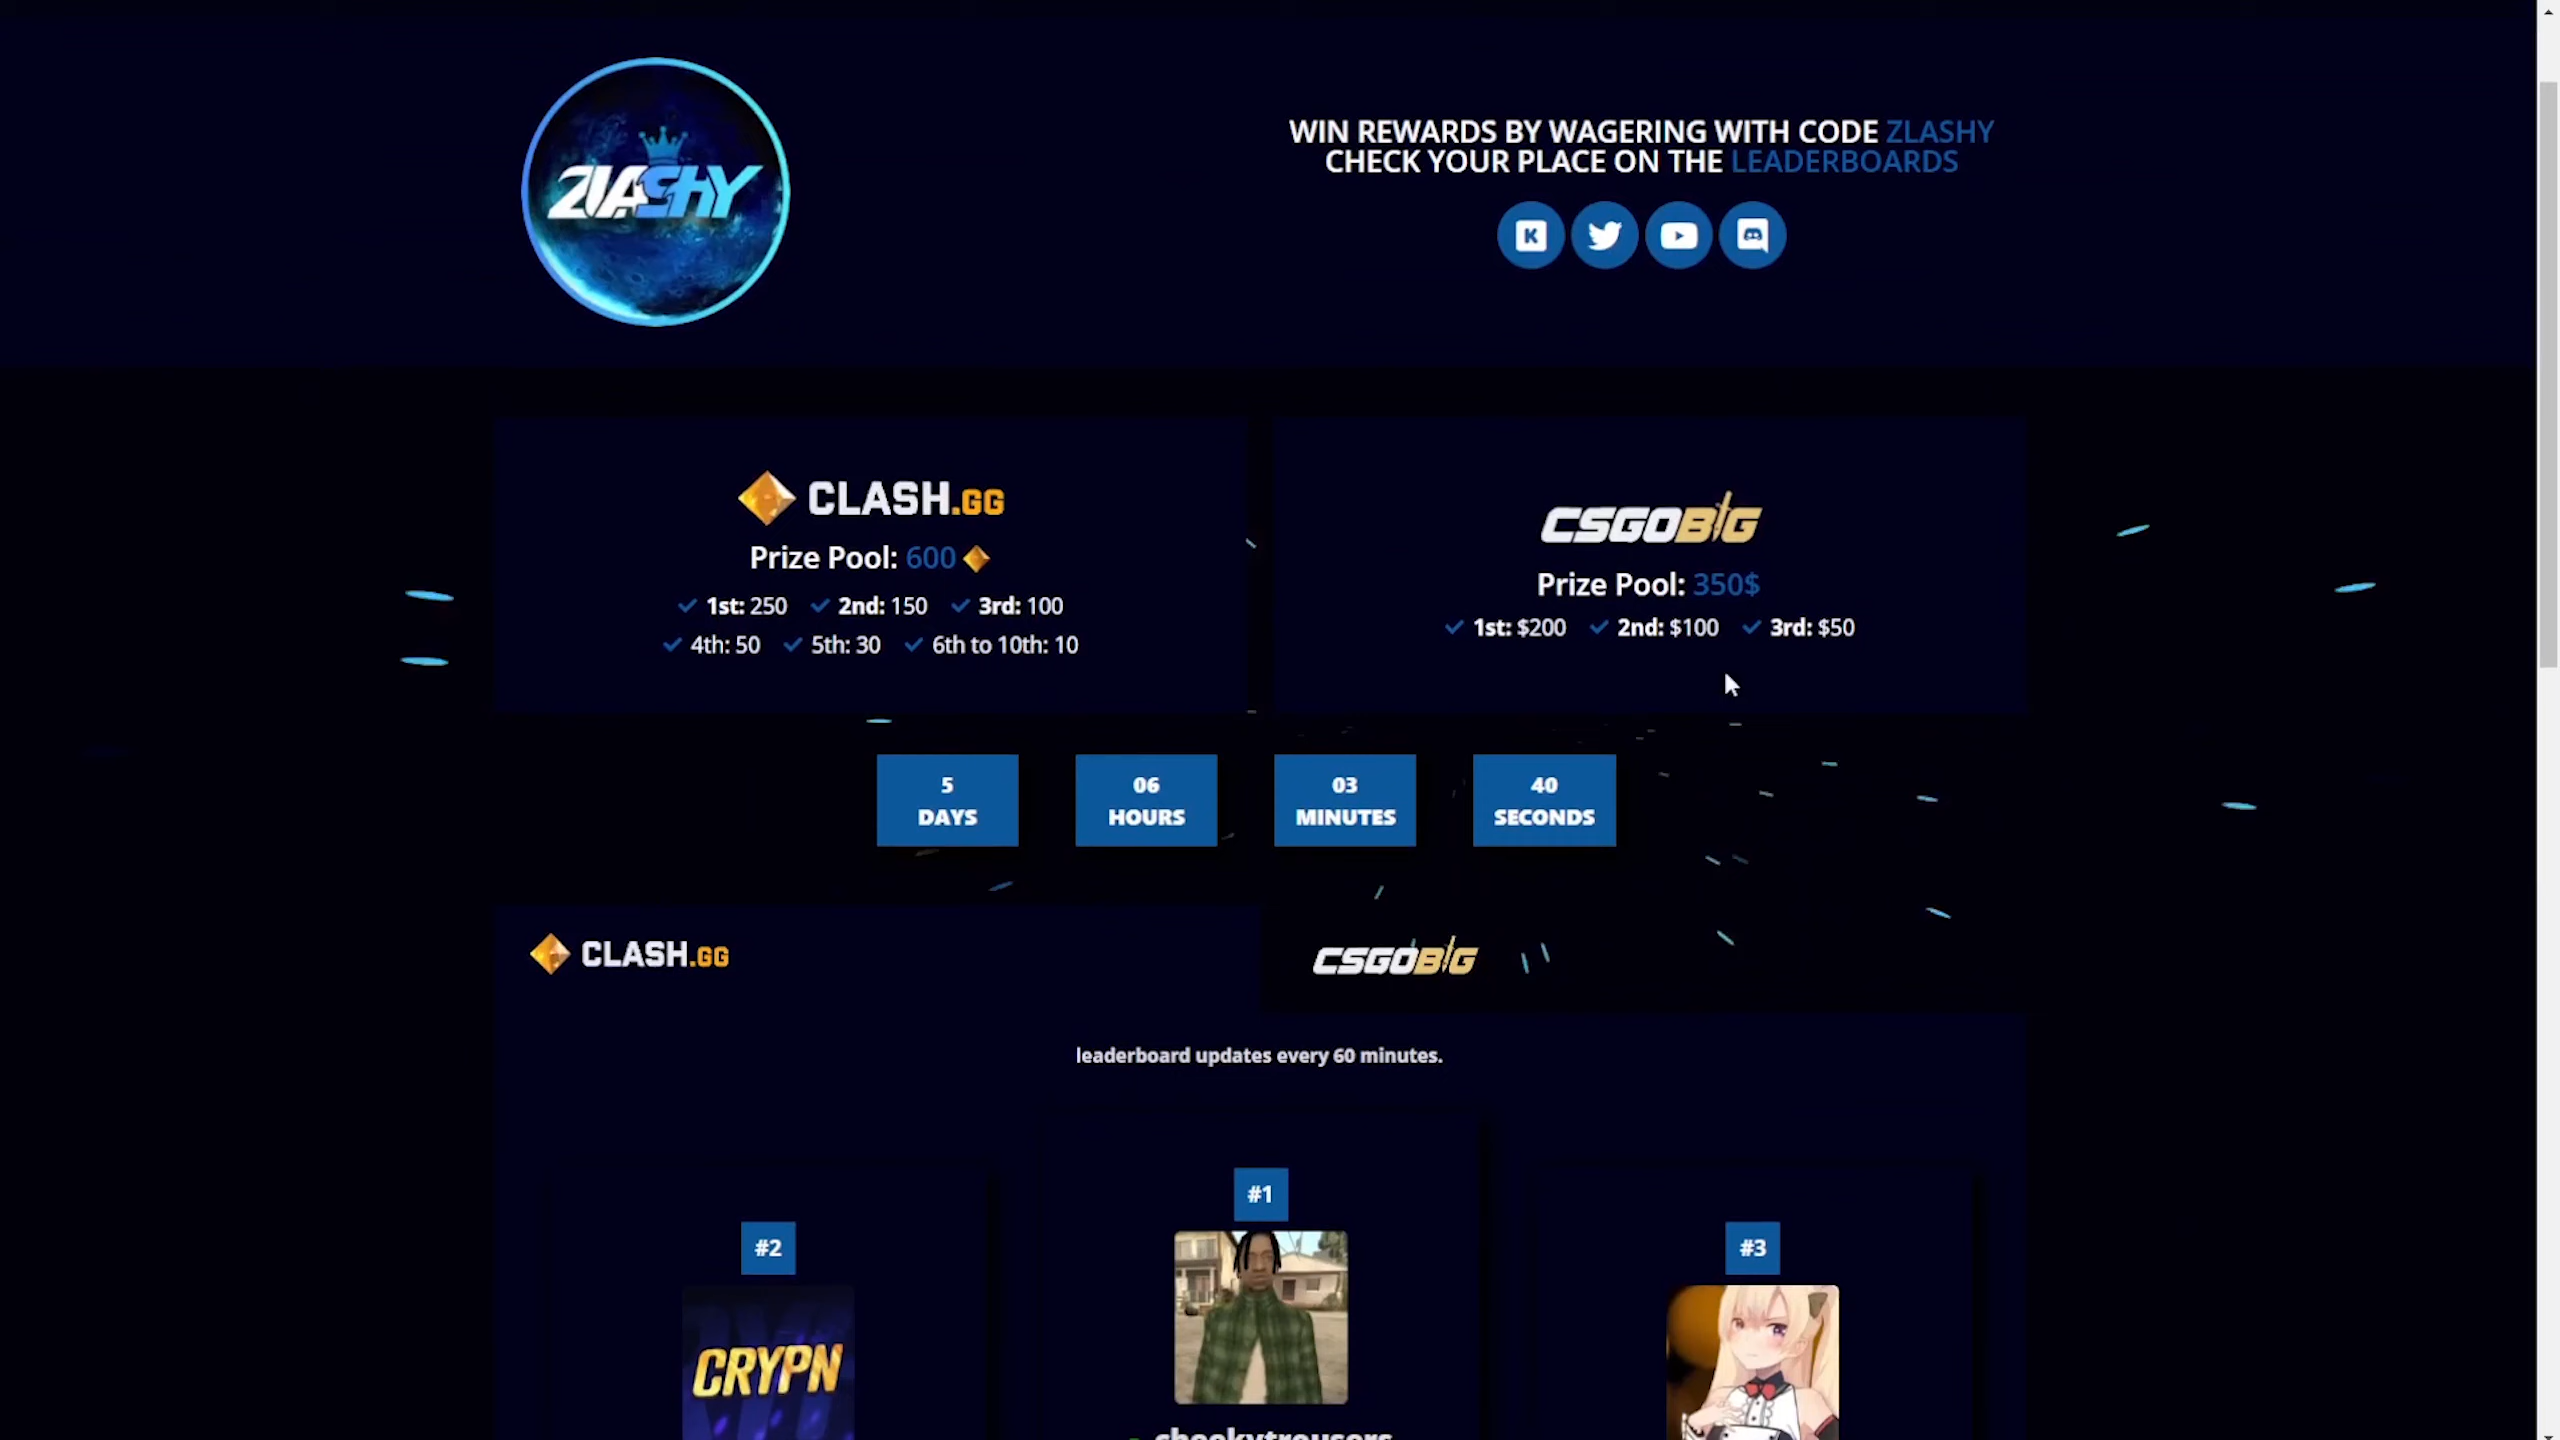 ZLASHY
WIN REWARDS BY WAGERING WITH CODE ZLASHY
CHECK YOUR PLACE ON THE LEADERBOARDS
K
CLASH.GG
Prize Pool: 600
1st: 250 2nd: 150 3rd: 100
4th: 50 5th: 30 6th to 10th: 10
CSGOBIG
Prize Pool: 350$
1st: $200 2nd: $100 3rd: $50
5 DAYS
06 HOURS
03 MINUTES
40 SECONDS
CLASH.GG
CSGOBIG
leaderboard updates every 60 minutes.
#1
#2
#3
CRYPN
cheekytrousers